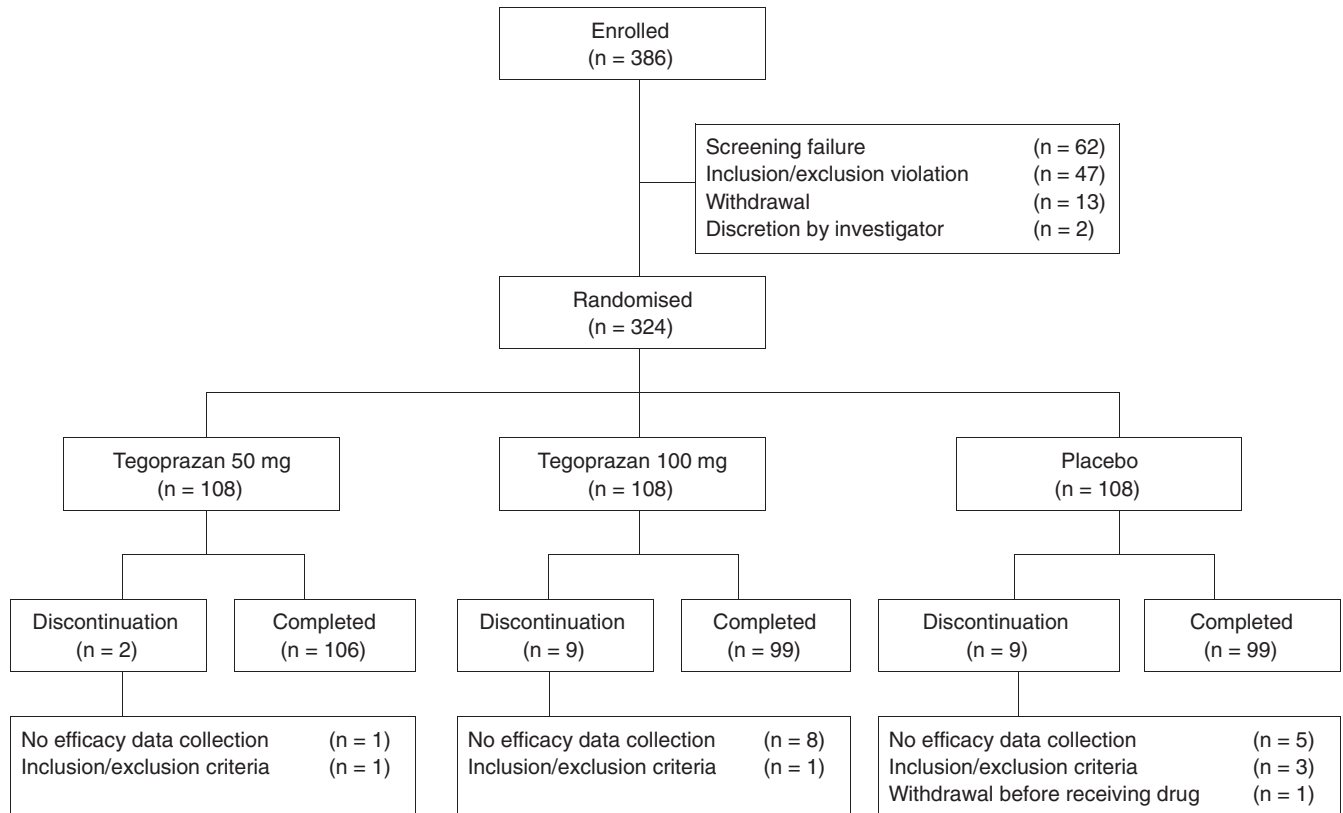 Enrolled
(n = 386)
Screening failure (n = 62)
Inclusion/exclusion violation (n = 47)
Withdrawal (n = 13)
Discretion by investigator (n = 2)
Randomised
(n = 324)
Tegoprazan 50 mg
(n = 108)
Tegoprazan 100 mg
(n = 108)
Placebo
(n = 108)
Discontinuation
(n = 2)
Completed
(n = 106)
Discontinuation
(n = 9)
Completed
(n = 99)
Discontinuation
(n = 9)
Completed
(n = 99)
No efficacy data collection (n = 1)
Inclusion/exclusion criteria (n = 1)
No efficacy data collection (n = 8)
Inclusion/exclusion criteria (n = 1)
No efficacy data collection (n = 5)
Inclusion/exclusion criteria (n = 3)
Withdrawal before receiving drug (n = 1)